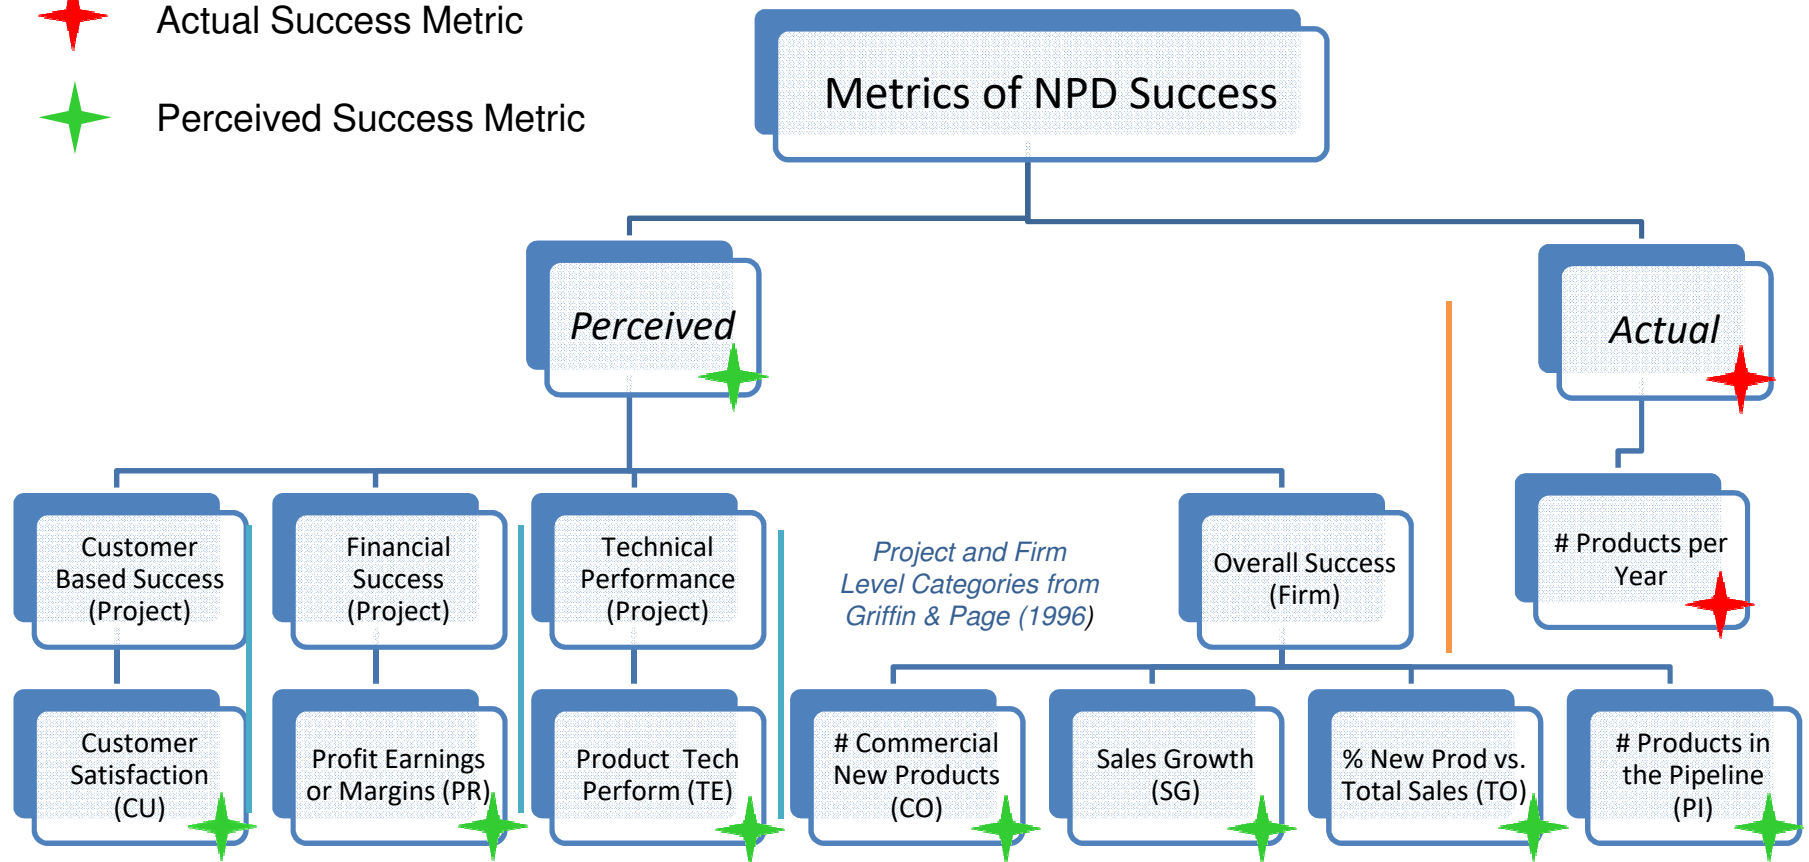 Actual Success Metric
Perceived Success Metric
Metrics of NPD Success
Perceived
Actual
Customer
Based Success
(Project)
Financial
Success
(Project)
Technical
Performance
(Project)
Project and Firm
Level Categories from
Griffin & Page (1996)
Overall Success
(Firm)
# Products per
Year
Customer
Satisfaction
(CU)
Profit Earnings
or Margins (PR)
Product Tech
Perform (TE)
# Commercial
New Products
(CO)
Sales Growth
(SG)
% New Prod vs.
Total Sales (TO)
# Products in
the Pipeline
(PI)